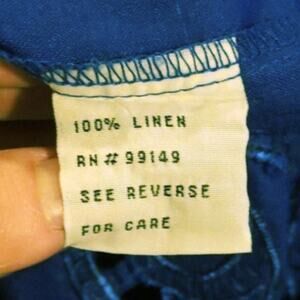 100% LINEN
RN# 99149
SEE REVERSE
FOR CARE